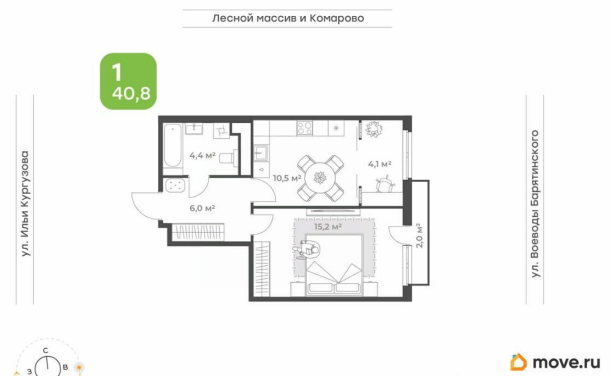 Лесной массив и Комарово
1
40,8
4,4 м²
4,1 м²
10,5 м²
6,0 м²
15,2 м²
2,0 м²
ул. Ильи Кургузова
ул. Воеводы Барятинского
С
З
В
move.ru